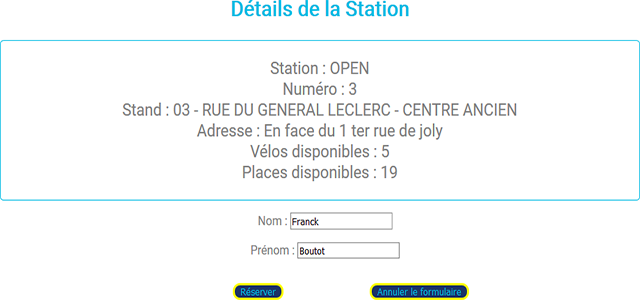 Détails de la Station
Station : OPEN
Numéro : 3
Stand : 03 - RUE DU GENERAL LECLERC - CENTRE ANCIEN
Adresse : En face du 1 ter rue de joly
Vélos disponibles : 5
Places disponibles : 19
Nom : Franck
Prénom : Boutot
Réserver Annuler le formulaire